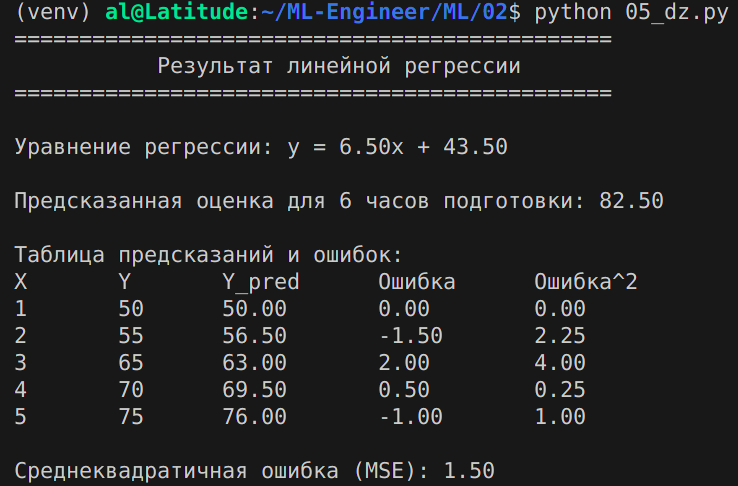 (venv) al@Latitude:~/ML-Engineer/ML/02$ python 05_dz.py
==============================================
Результат линейной регрессии
==============================================
Уравнение регрессии: y = 6.50x + 43.50
Предсказанная оценка для 6 часов подготовки: 82.50
Таблица предсказаний и ошибок:
X Y Y_pred Ошибка Ошибка^2
1 50 50.00 0.00 0.00
2 55 56.50 -1.50 2.25
3 65 63.00 2.00 4.00
4 70 69.50 0.50 0.25
5 75 76.00 -1.00 1.00
Среднеквадратичная ошибка (MSE): 1.50